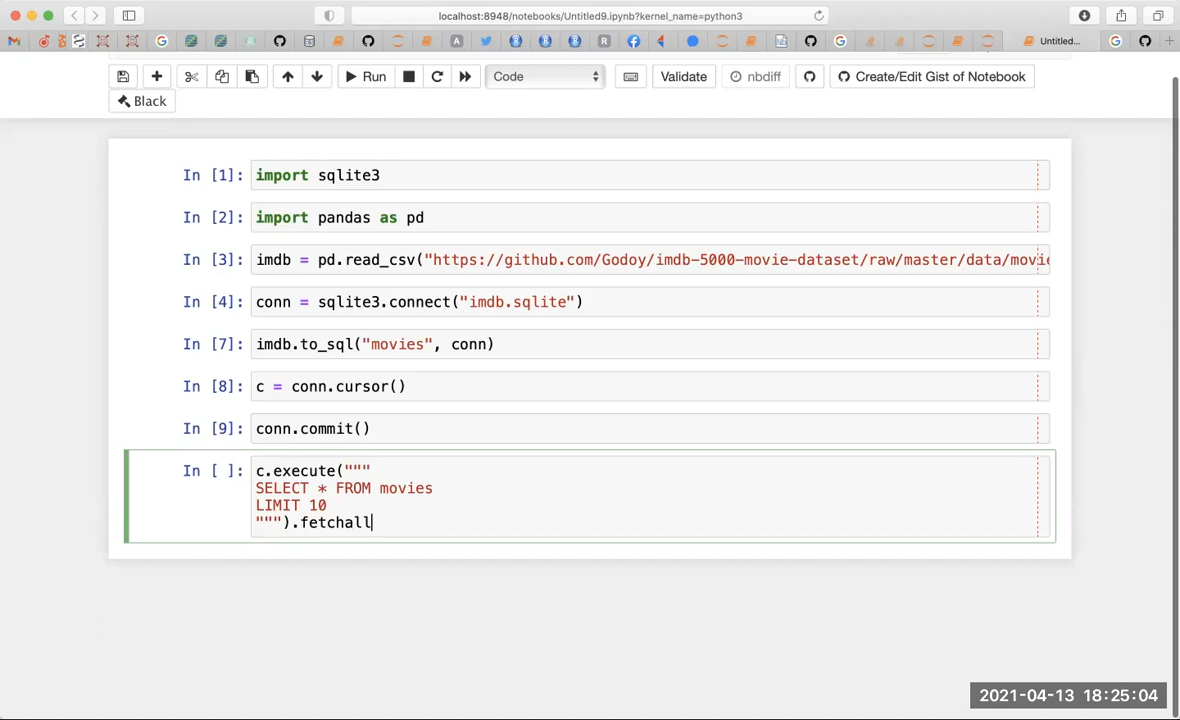 localhost:8948/notebooks/Untitled9.ipynb?kernel_name=python3
Untitled...
Run
Code
Validate
nbdiff
Create/Edit Gist of Notebook
Black
In [1]: import sqlite3
In [2]: import pandas as pd
In [3]: imdb = pd.read_csv("https://github.com/Godoy/imdb-5000-movie-dataset/raw/master/data/movie
In [4]: conn = sqlite3.connect("imdb.sqlite")
In [7]: imdb.to_sql("movies", conn)
In [8]: c = conn.cursor()
In [9]: conn.commit()
In [ ]: c.execute("""
SELECT * FROM movies
LIMIT 10
""").fetchall
2021-04-13 18:25:04